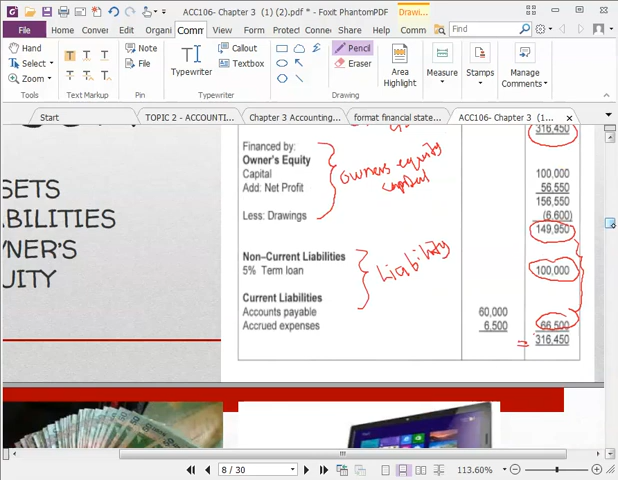 ACC106- Chapter 3 (1) (2).pdf * - Foxit PhantomPDF
Drawi...
File
Hom
Comm
View
Form
Prote
Share
Conne
Help
Extras
Comm
Find
Hand
Select
Zoom
Tools
Text Markup
Note
File
Pin
Typewriter
Callout
Textbox
Typewriter
Drawing
Pencil
Eraser
Area
Highlight
Measure
Stamps
Manage
Comments
Start
TOPIC 2 - ACCOUNTI...
Chapter 3 Accounting...
format financial state...
ACC106- Chapter 3 (1...
316,450
Financed by:
Owner's Equity
Capital 100,000
Add: Net Profit 56,550
156,550
Less: Drawings (6,600)
149,950
owners equity
capital
Non-Current Liabilities
5% Term loan 100,000
Liability
Current Liabilities
Accounts payable 60,000
Accrued expenses 6,500 66,500
= 316,450
SETS
ABILITIES
WNER'S
UITY
8 / 30
113.60%